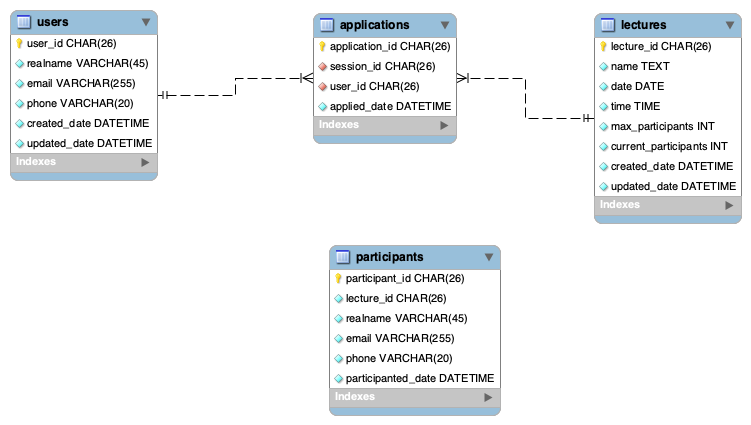 users
user_id CHAR(26)
realname VARCHAR(45)
email VARCHAR(255)
phone VARCHAR(20)
created_date DATETIME
updated_date DATETIME
Indexes
applications
application_id CHAR(26)
session_id CHAR(26)
user_id CHAR(26)
applied_date DATETIME
Indexes
lectures
lecture_id CHAR(26)
name TEXT
date DATE
time TIME
max_participants INT
current_participants INT
created_date DATETIME
updated_date DATETIME
Indexes
participants
participant_id CHAR(26)
lecture_id CHAR(26)
realname VARCHAR(45)
email VARCHAR(255)
phone VARCHAR(20)
participanted_date DATETIME
Indexes